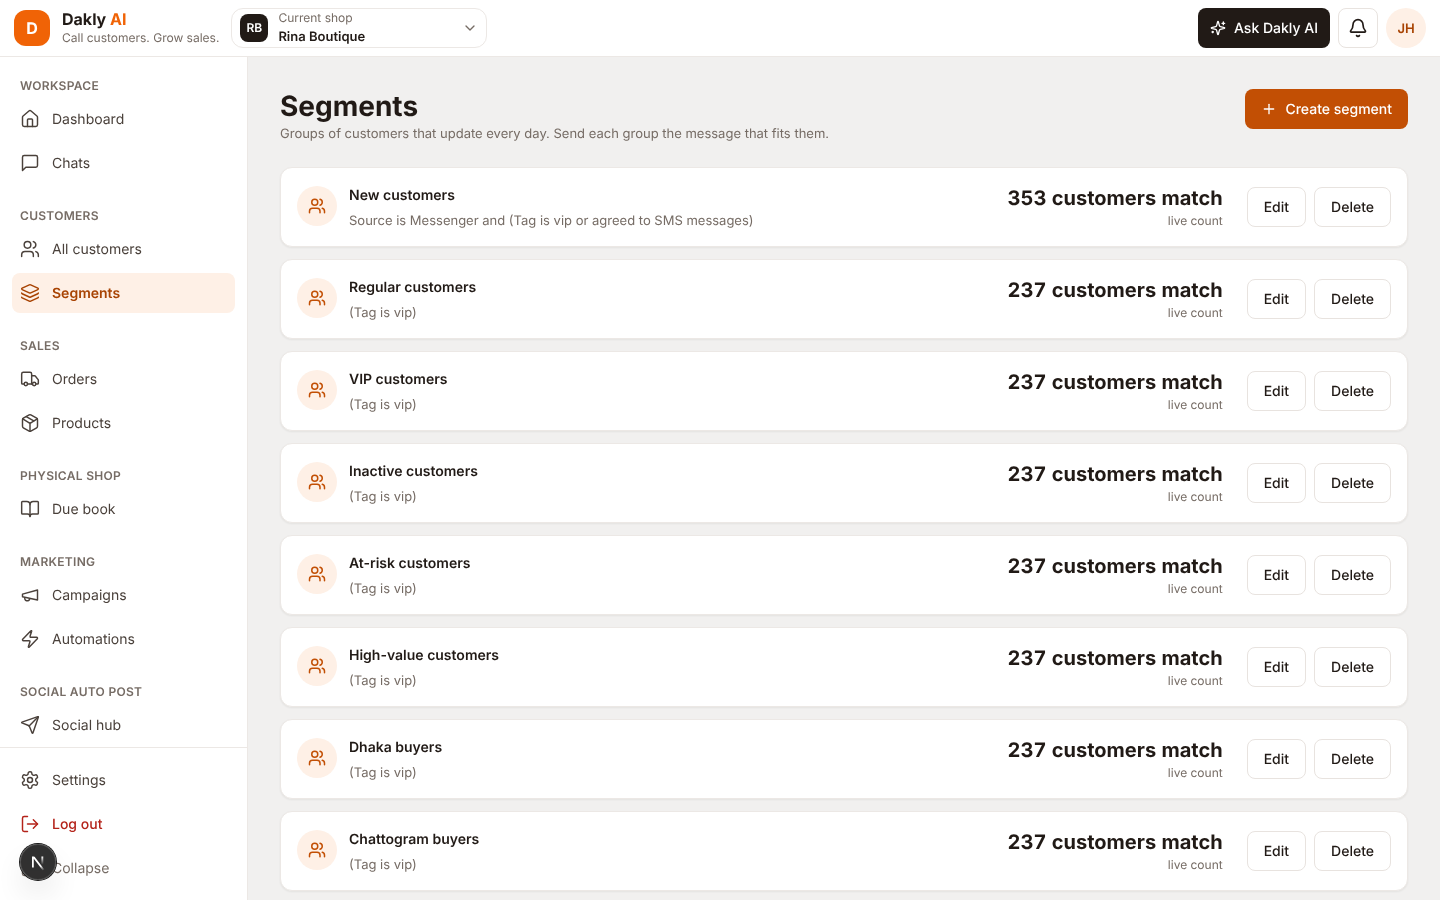 D
Dakly AI
Call customers. Grow sales.
RB
Current shop
Rina Boutique
Ask Dakly AI
JH
WORKSPACE
Dashboard
Chats
CUSTOMERS
All customers
Segments
SALES
Orders
Products
PHYSICAL SHOP
Due book
MARKETING
Campaigns
Automations
SOCIAL AUTO POST
Social hub
Settings
Log out
N
Collapse
Segments
Groups of customers that update every day. Send each group the message that fits them.
Create segment
New customers
Source is Messenger and (Tag is vip or agreed to SMS messages)
353 customers match
live count
Edit
Delete
Regular customers
(Tag is vip)
237 customers match
live count
Edit
Delete
VIP customers
(Tag is vip)
237 customers match
live count
Edit
Delete
Inactive customers
(Tag is vip)
237 customers match
live count
Edit
Delete
At-risk customers
(Tag is vip)
237 customers match
live count
Edit
Delete
High-value customers
(Tag is vip)
237 customers match
live count
Edit
Delete
Dhaka buyers
(Tag is vip)
237 customers match
live count
Edit
Delete
Chattogram buyers
(Tag is vip)
237 customers match
live count
Edit
Delete